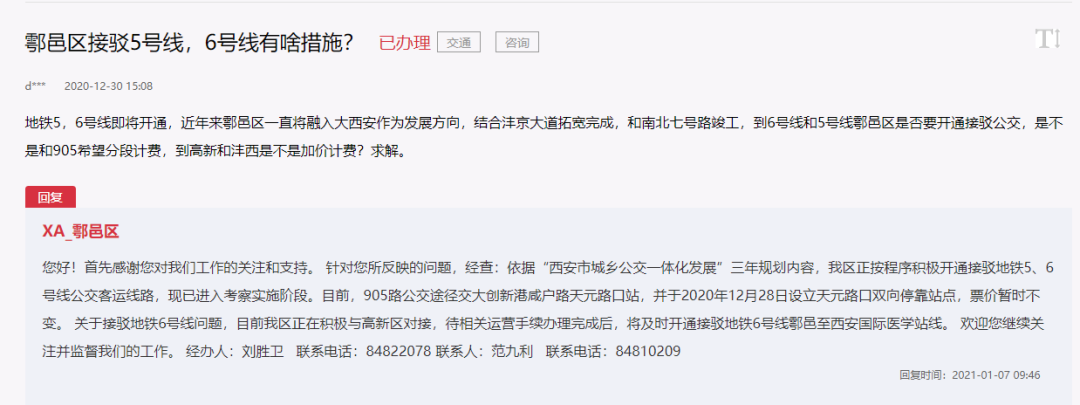 鄠邑区接驳5号线，6号线有啥措施？ 已办理 交通 咨询
T
d*** 2020-12-30 15:08
地铁5，6号线即将开通，近年来鄠邑区一直将融入大西安作为发展方向，结合沣京大道拓宽完成，和南北七号路竣工，到6号线和5号线鄠邑区是否要开通接驳公交，是不
是和905希望分段计费，到高新和沣西是不是加价计费？求解。
回复
XA_鄠邑区
您好！首先感谢您对我们工作的关注和支持。 针对您所反映的问题，经查：依据“西安市城乡公交一体化发展”三年规划内容，我区正按程序积极开通接驳地铁5、6
号线公交客运线路，现已进入考察实施阶段。目前，905路公交途径交大创新港咸户路天元路口站，并于2020年12月28日设立天元路口双向停靠站点，票价暂时不
变。 关于接驳地铁6号线问题，目前我区正在积极与高新区对接，待相关运营手续办理完成后，将及时开通接驳地铁6号线鄠邑至西安国际医学站线。 欢迎您继续关
注并监督我们的工作。 经办人：刘胜卫 联系电话：84822078 联系人：范九利 联系电话：84810209
回复时间：2021-01-07 09:46